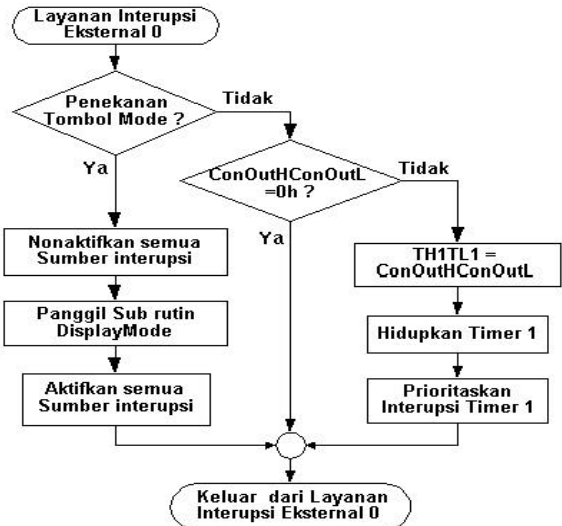 Layanan Interupsi
Eksternal 0
Penekanan
Tombol Mode ?
Tidak
Ya
ConOutHConOutL
=0h ?
Tidak
Ya
Nonaktifkan semua
Sumber interupsi
TH1TL1 =
ConOutHConOutL
Panggil Sub rutin
DisplayMode
Hidupkan Timer 1
Aktifkan semua
Sumber interupsi
Prioritaskan
Interupsi Timer 1
Keluar dari Layanan
Interupsi Eksternal 0